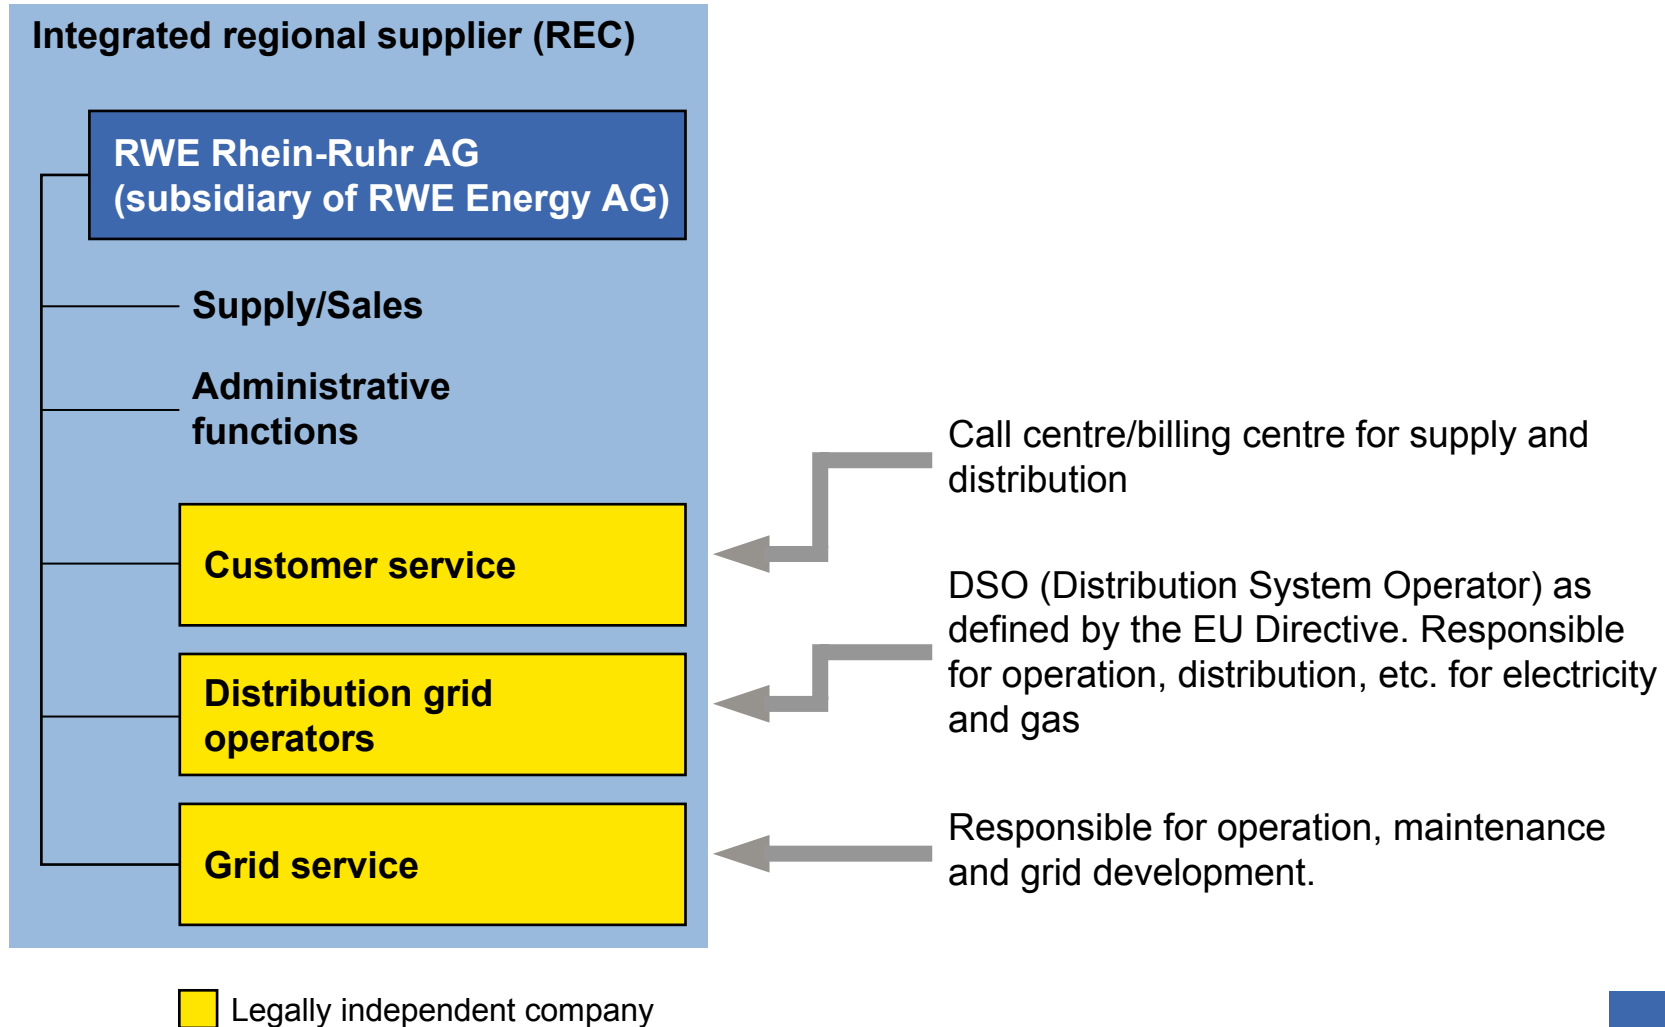 Integrated regional supplier (REC)
RWE Rhein-Ruhr AG
(subsidiary of RWE Energy AG)
Supply/Sales
Administrative
functions
Call centre/billing centre for supply and
distribution
Customer service
DSO (Distribution System Operator) as
defined by the EU Directive. Responsible
for operation, distribution, etc. for electricity
and gas
Distribution grid
operators
Responsible for operation, maintenance
and grid development.
Grid service
Legally independent company